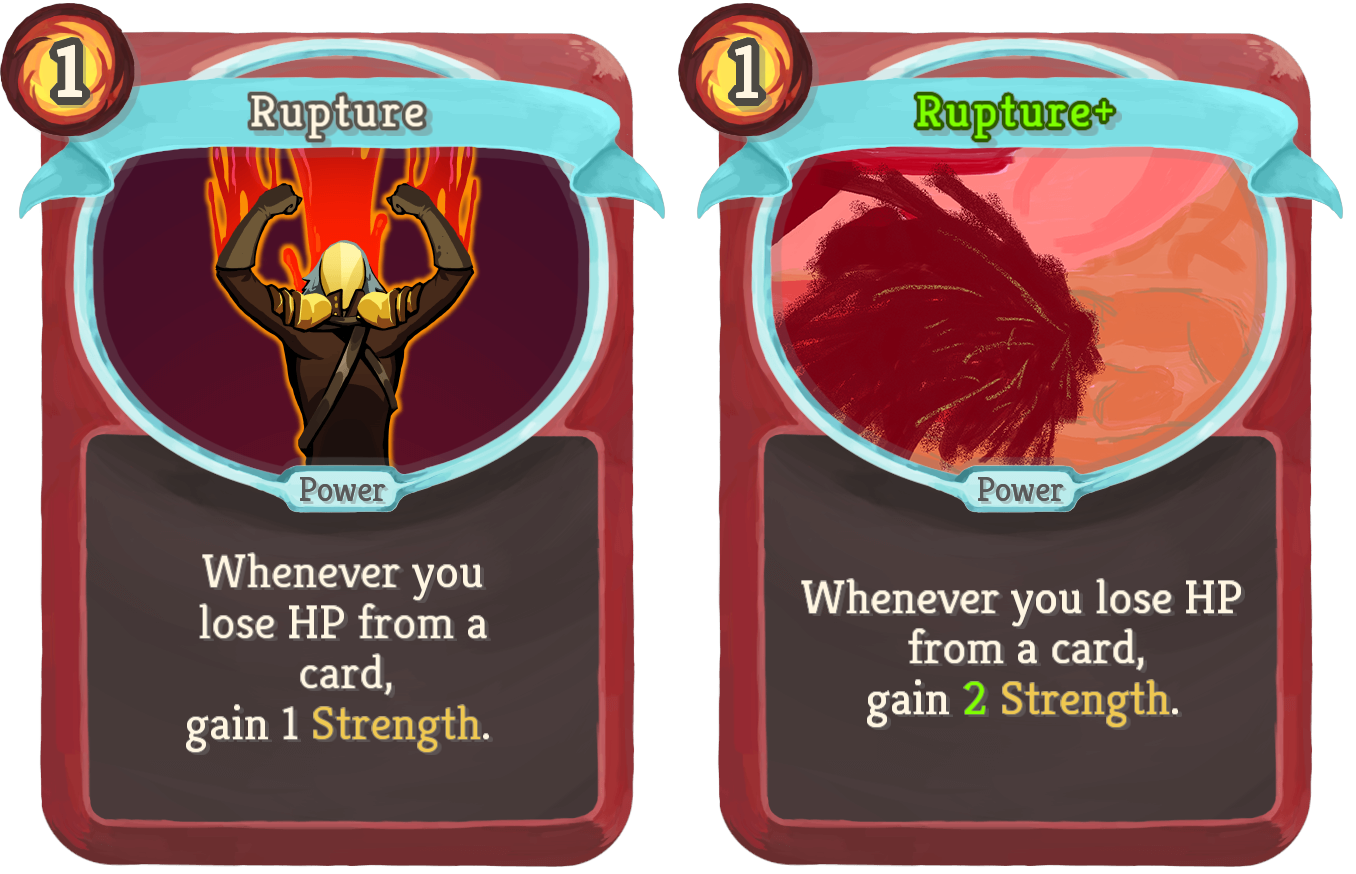 1
Rupture
Power
Whenever you
lose HP from a
card,
gain 1 Strength.
1
Rupture+
Power
Whenever you lose HP
from a card,
gain 2 Strength.